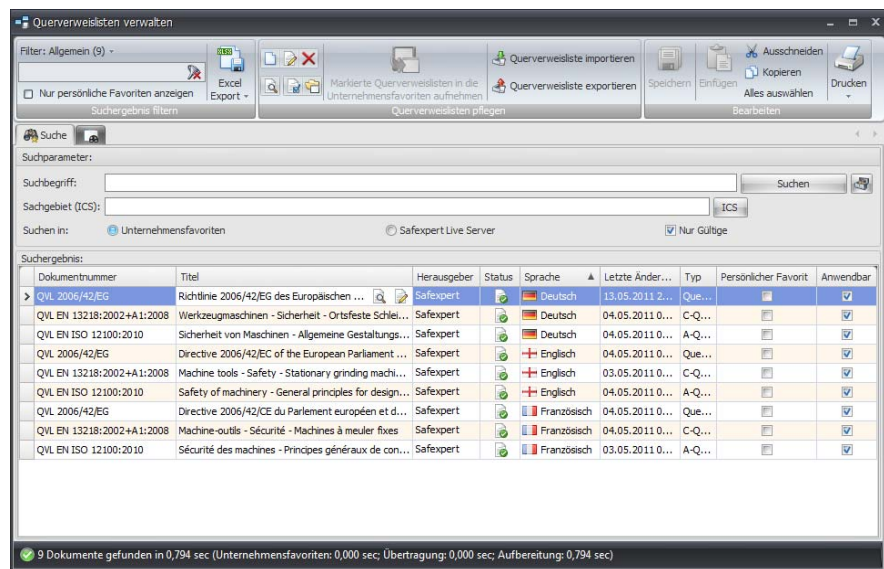 Querverweislisten verwalten
Filter: Allgemein (9)
Nur persönliche Favoriten anzeigen
Suchergebnis filtern
Excel
Export
Markierte Querverweislisten in die
Unternehmensfavoriten aufnehmen
Querverweisliste importieren
Querverweisliste exportieren
Querverweislisten pflegen
Speichern
Einfügen
Ausschneiden
Kopieren
Alles auswählen
Drucken
Bearbeiten
Suche
Suchparameter:
Suchbegriff:
Suchen
Sachgebiet (ICS):
ICS
Suchen in: Unternehmensfavoriten Safexpert Live Server Nur Gültige
Suchergebnis:
Dokumentnummer Titel Herausgeber Status Sprache Letzte Änder... Typ Persönlicher Favorit Anwendbar
QVL 2006/42/EG Richtlinie 2006/42/EG des Europäischen ... Safexpert Deutsch 13.05.2011 2... Que...
QVL EN 13218:2002+A1:2008 Werkzeugmaschinen - Sicherheit - Ortsfeste Schlei... Safexpert Deutsch 04.05.2011 0... C-Q...
QVL EN ISO 12100:2010 Sicherheit von Maschinen - Allgemeine Gestaltungs... Safexpert Deutsch 04.05.2011 0... A-Q...
QVL 2006/42/EG Directive 2006/42/EC of the European Parliament ... Safexpert Englisch 04.05.2011 0... Que...
QVL EN 13218:2002+A1:2008 Machine tools - Safety - Stationary grinding machi... Safexpert Englisch 03.05.2011 0... C-Q...
QVL EN ISO 12100:2010 Safety of machinery - General principles for design... Safexpert Englisch 04.05.2011 0... A-Q...
QVL 2006/42/EG Directive 2006/42/CE du Parlement européen et d... Safexpert Französisch 04.05.2011 0... Que...
QVL EN 13218:2002+A1:2008 Machine-outils - Sécurité - Machines à meuler fixes Safexpert Französisch 04.05.2011 0... C-Q...
QVL EN ISO 12100:2010 Sécurité des machines - Principes généraux de con... Safexpert Französisch 03.05.2011 0... A-Q...
9 Dokumente gefunden in 0,794 sec (Unternehmensfavoriten: 0,000 sec; Übertragung: 0,000 sec; Aufbereitung: 0,794 sec)